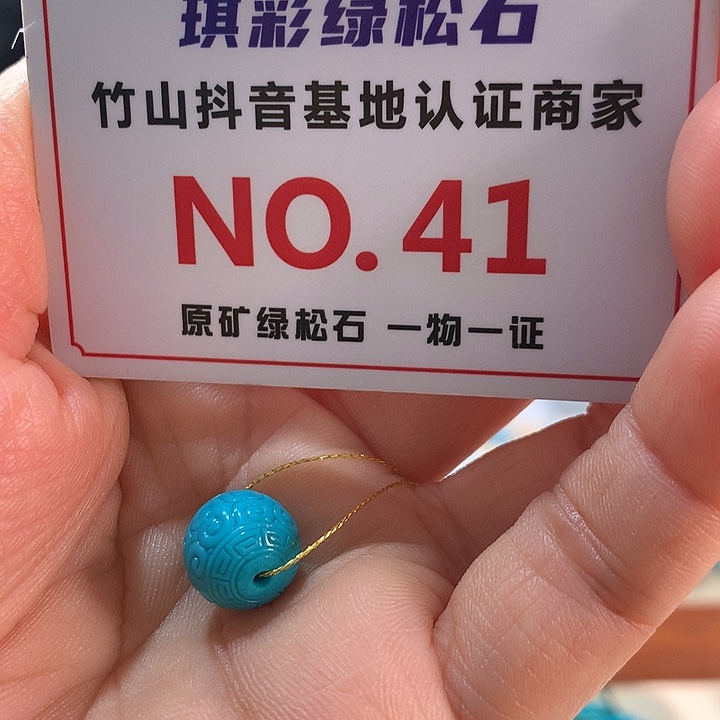 琪彩绿松石
竹山抖音基地认证商家
NO.41
原矿绿松石 一物一证